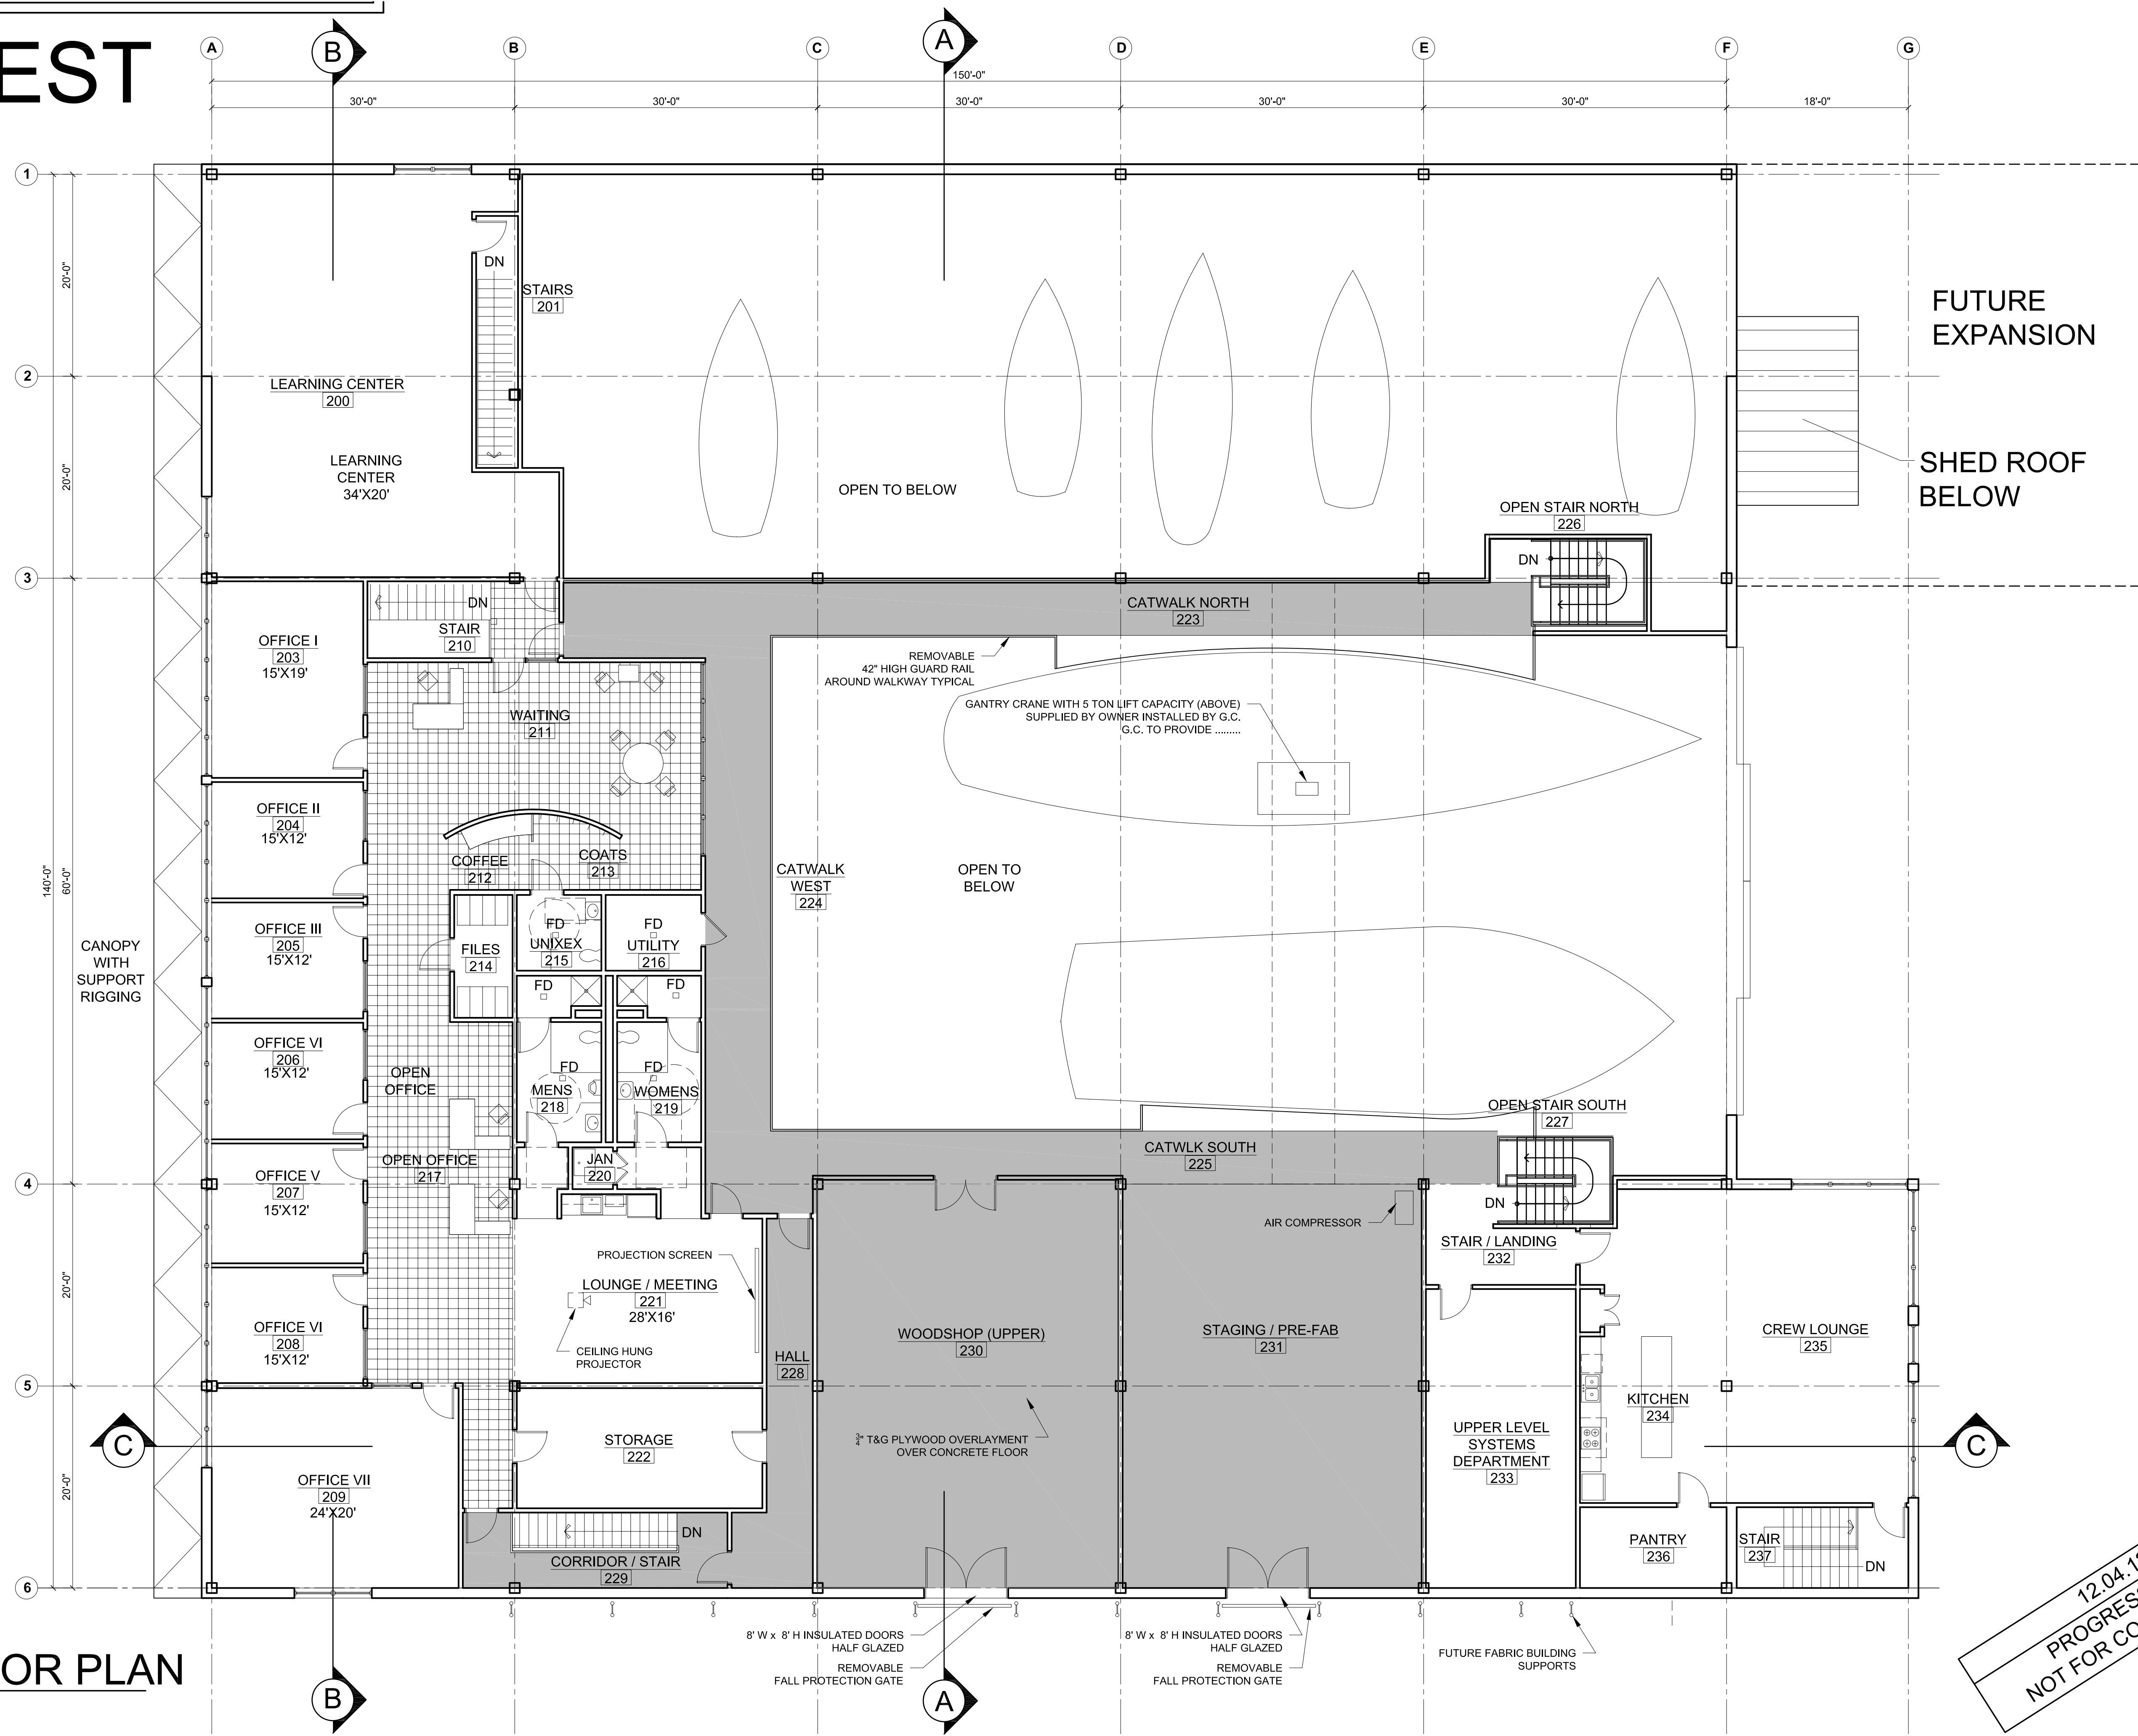 EST
A
B
B
C
A
D
E
F
G
150'-0"
30'-0"
30'-0"
30'-0"
30'-0"
30'-0"
18'-0"
1
2
3
4
5
6
20'-0"
20'-0"
140'-0"
60'-0"
20'-0"
20'-0"
DN
STAIRS
201
LEARNING CENTER
200
LEARNING
CENTER
34'X20'
OPEN TO BELOW
FUTURE
EXPANSION
SHED ROOF
BELOW
OPEN STAIR NORTH
226
DN
DN
STAIR
210
OFFICE I
203
15'X19'
CATWALK NORTH
223
REMOVABLE
42" HIGH GUARD RAIL
AROUND WALKWAY TYPICAL
GANTRY CRANE WITH 5 TON LIFT CAPACITY (ABOVE)
SUPPLIED BY OWNER INSTALLED BY G.C.
G.C. TO PROVIDE .........
WAITING
211
OFFICE II
204
15'X12'
COFFEE
212
COATS
213
CATWALK
WEST
224
OPEN TO
BELOW
CANOPY
WITH
SUPPORT
RIGGING
OFFICE III
205
15'X12'
FILES
214
FD
UNIXEX
215
FD
UTILITY
216
FD
FD
OFFICE VI
206
15'X12'
OPEN
OFFICE
FD
MENS
218
FD
WOMENS
219
OPEN STAIR SOUTH
227
CATWLK SOUTH
225
OPEN OFFICE
217
JAN
220
OFFICE V
207
15'X12'
DN
AIR COMPRESSOR
STAIR / LANDING
232
PROJECTION SCREEN
LOUNGE / MEETING
221
28'X16'
CEILING HUNG
PROJECTOR
OFFICE VI
208
15'X12'
HALL
228
WOODSHOP (UPPER)
230
STAGING / PRE-FAB
231
CREW LOUNGE
235
KITCHEN
234
UPPER LEVEL
SYSTEMS
DEPARTMENT
233
3/4" T&G PLYWOOD OVERLAYMENT
OVER CONCRETE FLOOR
STORAGE
222
C
C
OFFICE VII
209
24'X20'
DN
CORRIDOR / STAIR
229
PANTRY
236
STAIR
237
DN
8' W x 8' H INSULATED DOORS
HALF GLAZED
REMOVABLE
FALL PROTECTION GATE
8' W x 8' H INSULATED DOORS
HALF GLAZED
REMOVABLE
FALL PROTECTION GATE
FUTURE FABRIC BUILDING
SUPPORTS
OR PLAN
B
A
12.04.1
PROGRES
NOT FOR CO